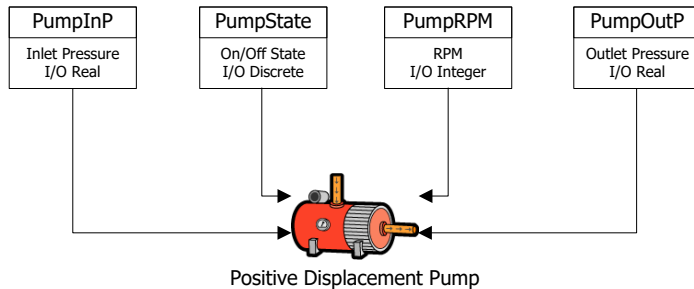 PumpInP
Inlet Pressure
I/O Real
PumpState
On/Off State
I/O Discrete
PumpRPM
RPM
I/O Integer
PumpOutP
Outlet Pressure
I/O Real
Positive Displacement Pump